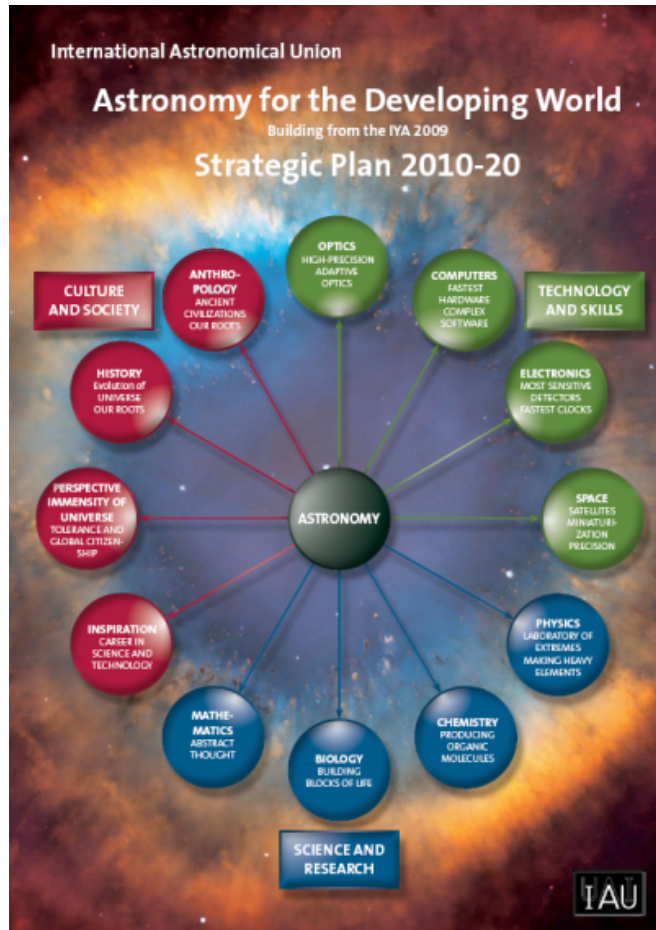 International Astronomical Union
Astronomy for the Developing World
Building from the IYA 2009
Strategic Plan 2010-20
OPTICS
HIGH-PRECISION
ADAPTIVE
OPTICS
ANTHRO-
POLOGY
ANCIENT
CIVILIZATIONS
OUR ROOTS
COMPUTERS
FASTEST
HARDWARE
COMPLEX
SOFTWARE
CULTURE
AND SOCIETY
TECHNOLOGY
AND SKILLS
HISTORY
Evolution of
UNIVERSE
OUR ROOTS
ELECTRONICS
MOST SENSITIVE
DETECTORS
FASTEST CLOCKS
PERSPECTIVE
IMMENSITY OF
UNIVERSE
TOLERANCE AND
GLOBAL CITIZEN-
SHIP
ASTRONOMY
SPACE
SATELLITES
MINIATURI-
ZATION
PRECISION
INSPIRATION
CAREER IN
SCIENCE AND
TECHNOLOGY
PHYSICS
LABORATORY OF
EXTREMES
MAKING HEAVY
ELEMENTS
MATHE-
MATICS
ABSTRACT
THOUGHT
BIOLOGY
BUILDING
BLOCKS OF LIFE
CHEMISTRY
PRODUCING
ORGANIC
MOLECULES
SCIENCE AND
RESEARCH
IAU